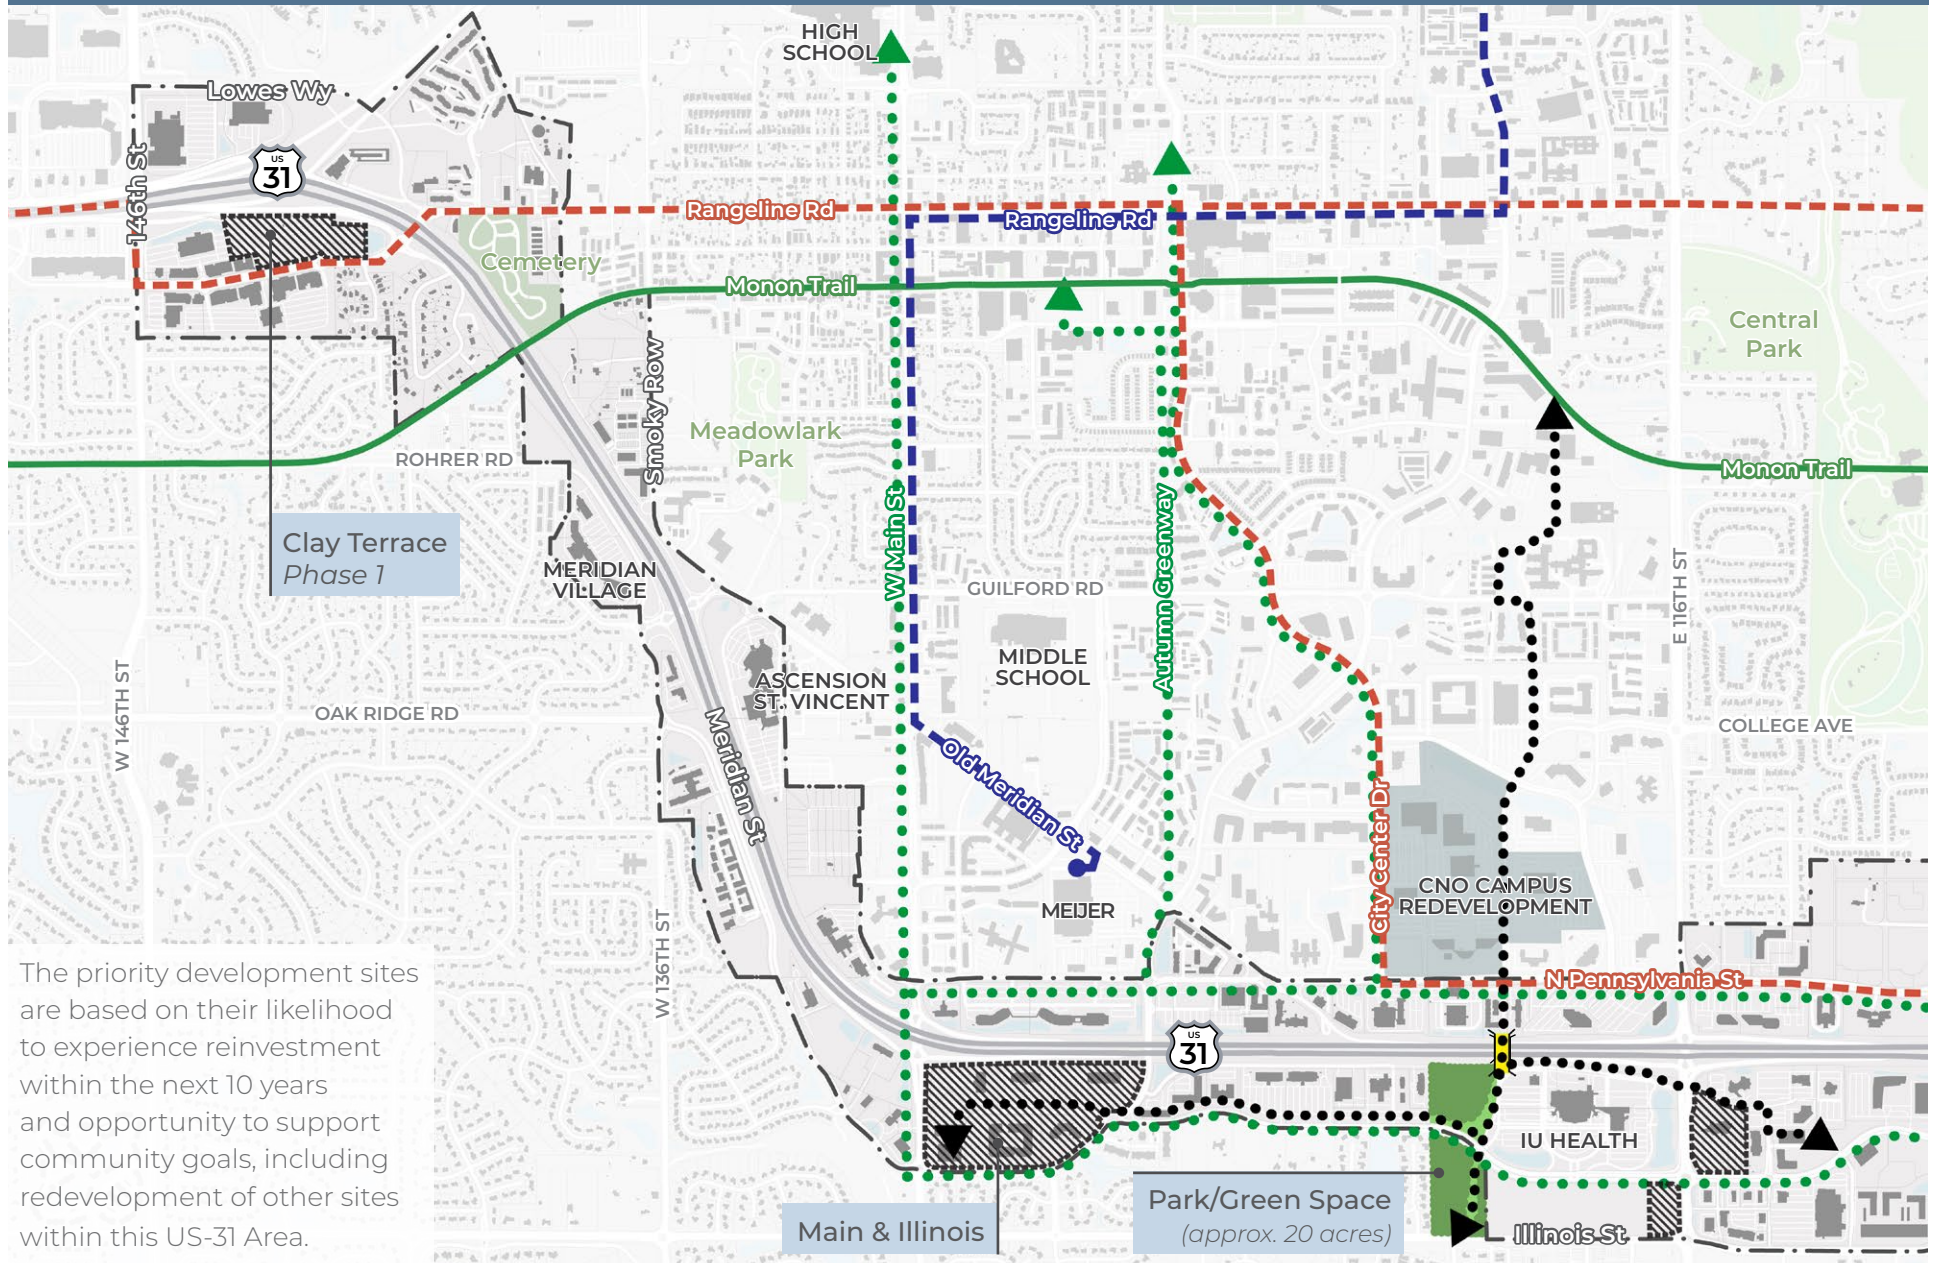 HIGH
SCHOOL
Lowes Wy
146th St
US
31
Rangeline Rd
Rangeline Rd
Cemetery
Monon Trail
Central
Park
Smoky Row
Meadowlark
Park
ROHRER RD
Monon Trail
Clay Terrace
Phase 1
MERIDIAN
VILLAGE
W Main St
GUILFORD RD
Autumn Greenway
E 116TH ST
MIDDLE
SCHOOL
ASCENSION
ST. VINCENT
W 146TH ST
OAK RIDGE RD
COLLEGE AVE
Meridian St
Old Meridian St
City Center Dr
CNO CAMPUS
REDEVELOPMENT
MEIJER
W 136TH ST
N Pennsylvania St
The priority development sites
are based on their likelihood
to experience reinvestment
within the next 10 years
and opportunity to support
community goals, including
redevelopment of other sites
within this US-31 Area.
US
31
IU HEALTH
Main & Illinois
Park/Green Space
(approx. 20 acres)
Illinois St